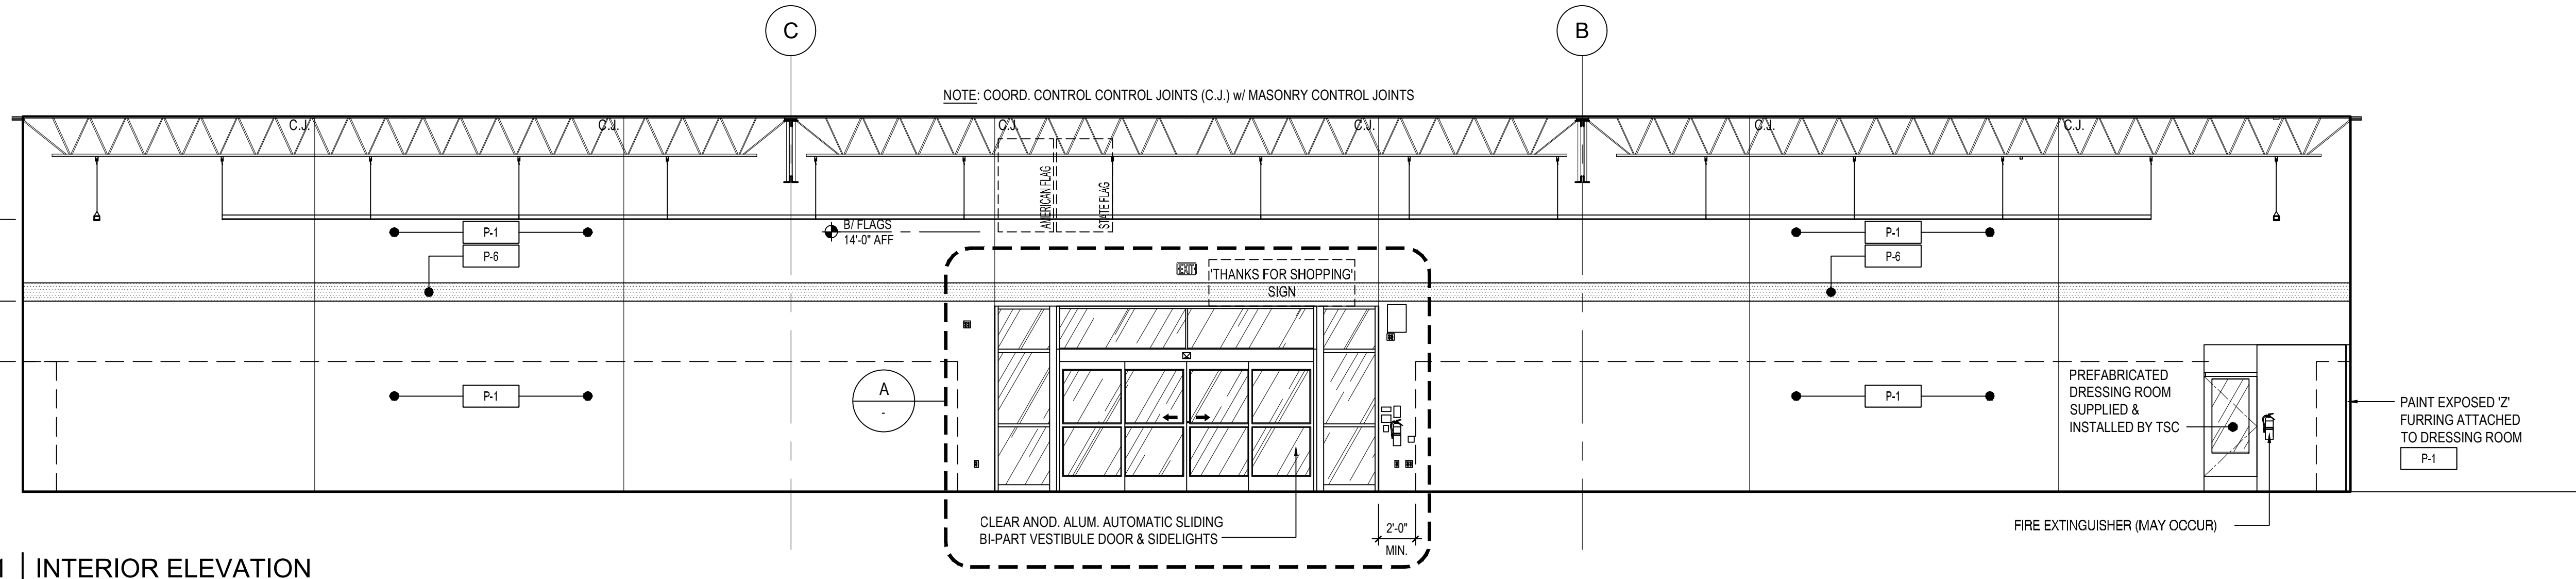 C
B
NOTE: COORD. CONTROL CONTROL JOINTS (C.J.) w/ MASONRY CONTROL JOINTS
C.J.
C.J.
C.J.
C.J.
C.J.
C.J.
AMERICAN FLAG
STATE FLAG
P-1
P-6
B/ FLAGS
14'-0" AFF
P-1
P-6
EXIT
'THANKS FOR SHOPPING'
SIGN
A
-
P-1
P-1
PREFABRICATED
DRESSING ROOM
SUPPLIED &
INSTALLED BY TSC
PAINT EXPOSED 'Z'
FURRING ATTACHED
TO DRESSING ROOM
P-1
CLEAR ANOD. ALUM. AUTOMATIC SLIDING
BI-PART VESTIBULE DOOR & SIDELIGHTS
2'-0"
MIN.
FIRE EXTINGUISHER (MAY OCCUR)
INTERIOR ELEVATION